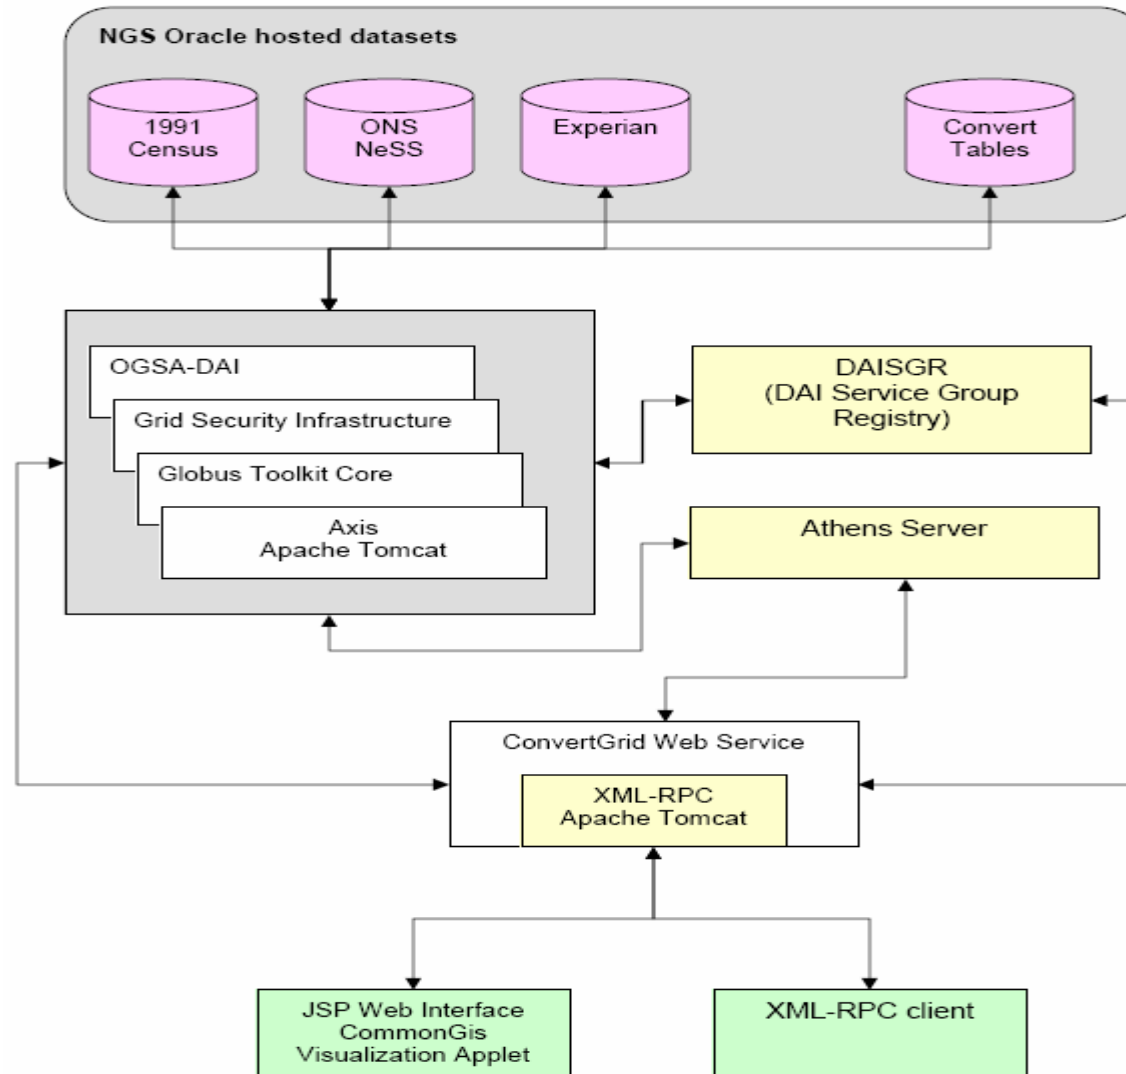 NGS Oracle hosted datasets
1991
Census
ONS
NeSS
Experian
Convert
Tables
OGSA-DAI
Grid Security Infrastructure
Globus Toolkit Core
Axis
Apache Tomcat
DAISGR
(DAI Service Group
Registry)
Athens Server
ConvertGrid Web Service
XML-RPC
Apache Tomcat
JSP Web Interface
CommonGis
Visualization Applet
XML-RPC client